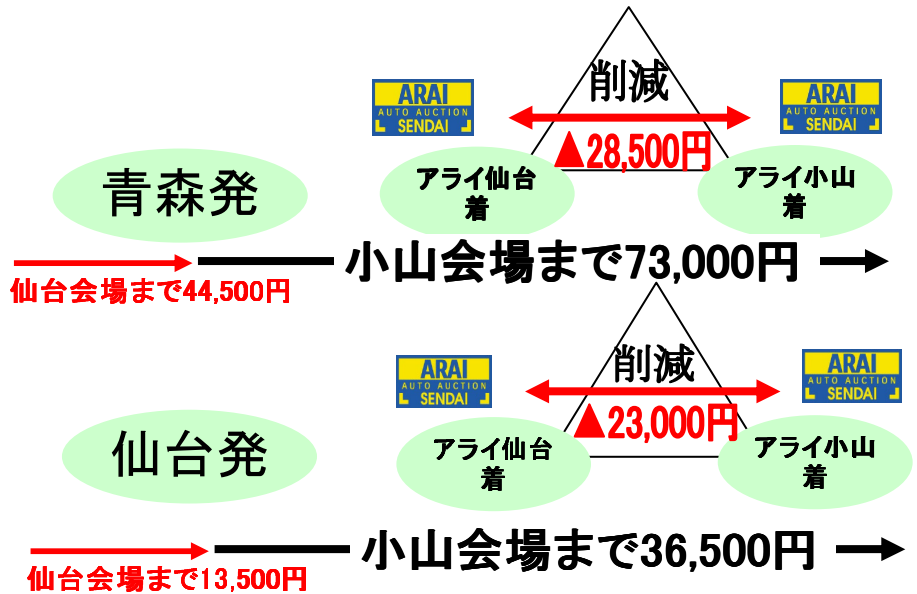 削減
ARAI
AUTO AUCTION
SENDAI
ARAI
AUTO AUCTION
SENDAI
▲28,500円
アライ仙台
着
アライ小山
着
青森発
小山会場まで73,000円
仙台会場まで44,500円
削減
ARAI
AUTO AUCTION
SENDAI
ARAI
AUTO AUCTION
SENDAI
▲23,000円
アライ仙台
着
アライ小山
着
仙台発
小山会場まで36,500円
仙台会場まで13,500円